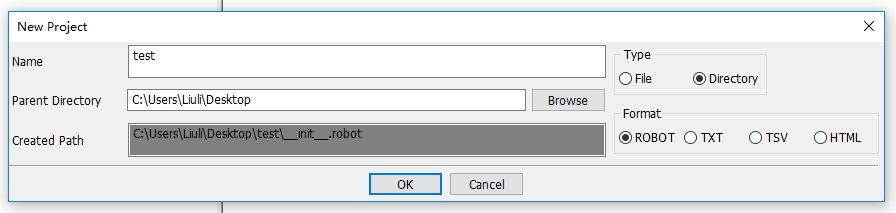 New Project
Name
test
Type
File
Directory
Parent Directory
C:\Users\Liuli\Desktop
Browse
Format
Created Path
C:\Users\Liuli\Desktop\test\__init__.robot
ROBOT
TXT
TSV
HTML
OK
Cancel